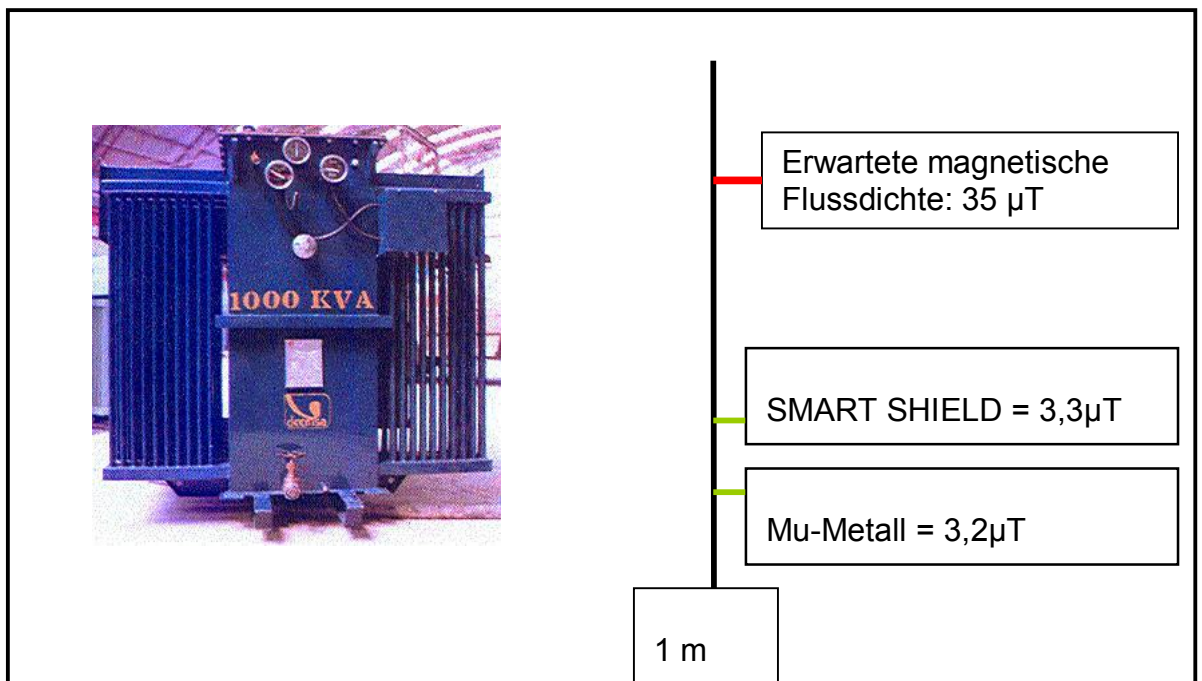 1000 KVA
Erwartete magnetische
Flussdichte: 35 µT
SMART SHIELD = 3,3µT
Mu-Metall = 3,2µT
1 m